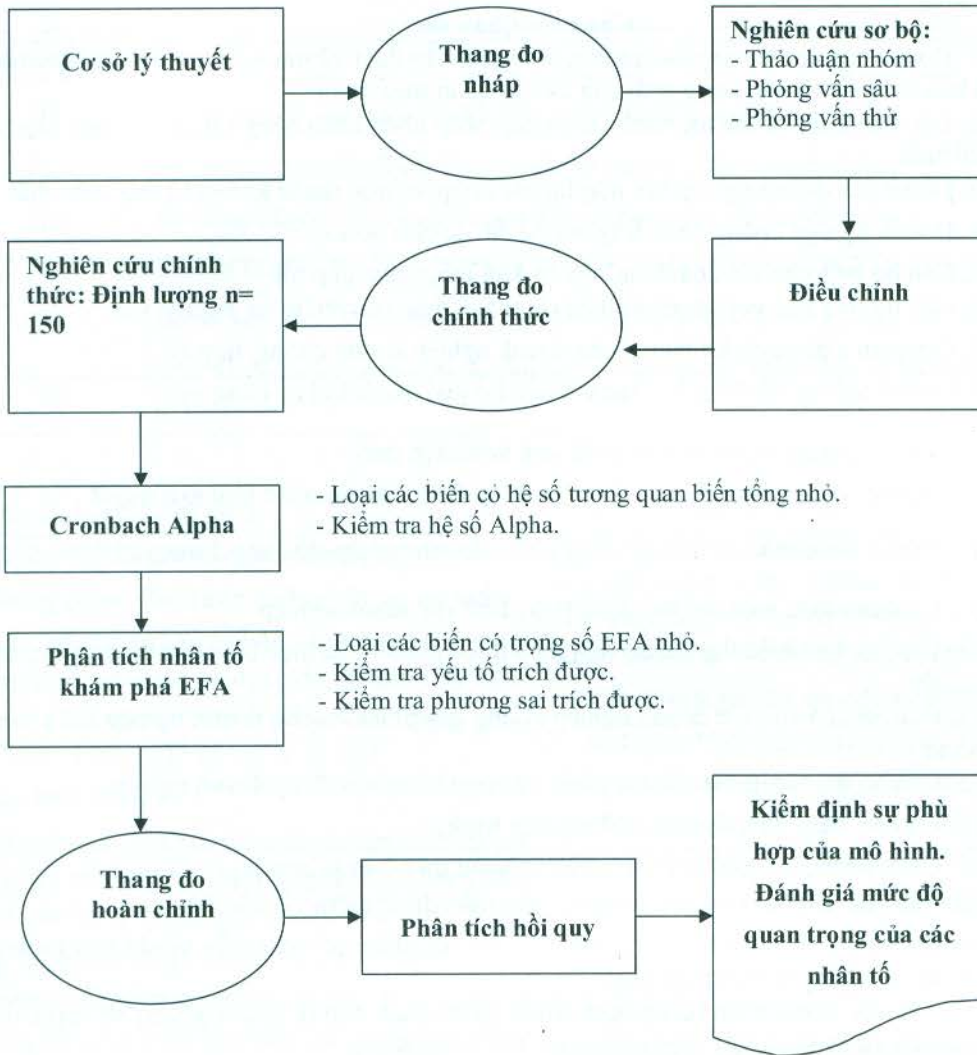 Cơ sở lý thuyết
Thang đo
nháp
Nghiên cứu sơ bộ:
- Thảo luận nhóm
- Phỏng vấn sâu
- Phỏng vấn thử
Điều chỉnh
Thang đo
chính thức
Nghiên cứu chính
thức: Định lượng n=
150
Cronbach Alpha
- Loại các biến có hệ số tương quan biến tổng nhỏ.
- Kiểm tra hệ số Alpha.
Phân tích nhân tố
khám phá EFA
- Loại các biến có trọng số EFA nhỏ.
- Kiểm tra yếu tố trích được.
- Kiểm tra phương sai trích được.
Thang đo
hoàn chỉnh
Phân tích hồi quy
Kiểm định sự phù
hợp của mô hình.
Đánh giá mức độ
quan trọng của các
nhân tố